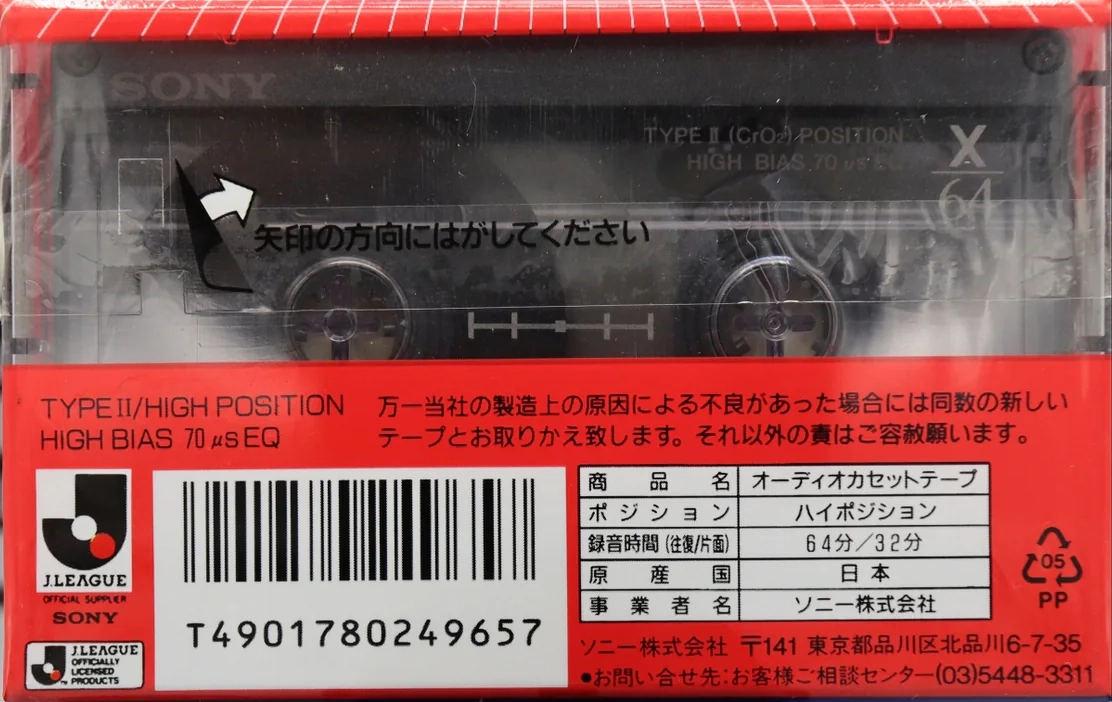 SONY
TYPE II (CrO2) POSITION
HIGH BIAS 70 μs EQ
X
64
矢印の方向にはがしてください
TYPE II/HIGH POSITION
HIGH BIAS 70 μs EQ
万一当社の製造上の原因による不良があった場合には同数の新しい
テープとお取りかえ致します。それ以外の責はご容赦願います。
J.LEAGUE
OFFICIAL SUPPLIER
SONY
J.LEAGUE
OFFICIALLY
LICENSED
PRODUCTS
TM
T4901780249657
商品名 オーディオカセットテープ
ポジション ハイポジション
録音時間(往復/片面) 64分/32分
原産国 日本
事業者名 ソニー株式会社
05
PP
ソニー株式会社 〒141 東京都品川区北品川6-7-35
●お問い合せ先:お客様ご相談センター(03)5448-3311